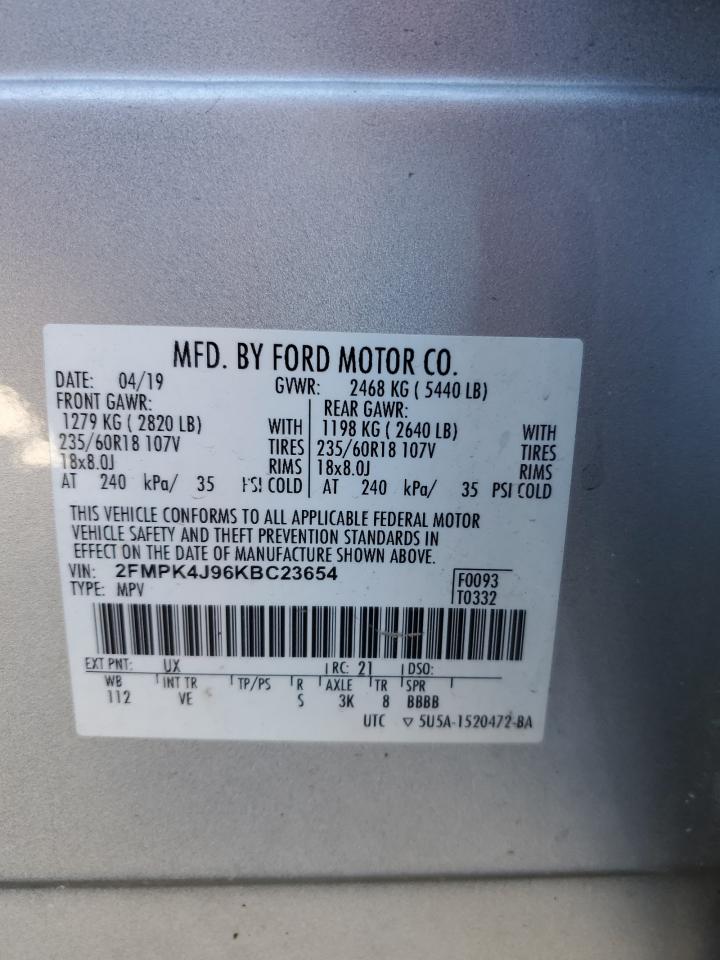 MFD. BY FORD MOTOR CO.
DATE: 04/19 GVWR: 2468 KG ( 5440 LB)
FRONT GAWR: REAR GAWR:
1279 KG ( 2820 LB) WITH 1198 KG ( 2640 LB) WITH
235/60R18 107V TIRES 235/60R18 107V TIRES
18x8.0J RIMS 18x8.0J RIMS
AT 240 kPa/ 35 PSI COLD AT 240 kPa/ 35 PSI COLD
THIS VEHICLE CONFORMS TO ALL APPLICABLE FEDERAL MOTOR
VEHICLE SAFETY AND THEFT PREVENTION STANDARDS IN
EFFECT ON THE DATE OF MANUFACTURE SHOWN ABOVE.
VIN: 2FMPK4J96KBC23654 F0093
TYPE: MPV T0332
EXT PNT: UX RC: 21 DSO:
WB INT TR TP/PS R AXLE TR SPR
112 VE S 3K 8 BBBB
UTC ▽ 5U5A-1520472-BA